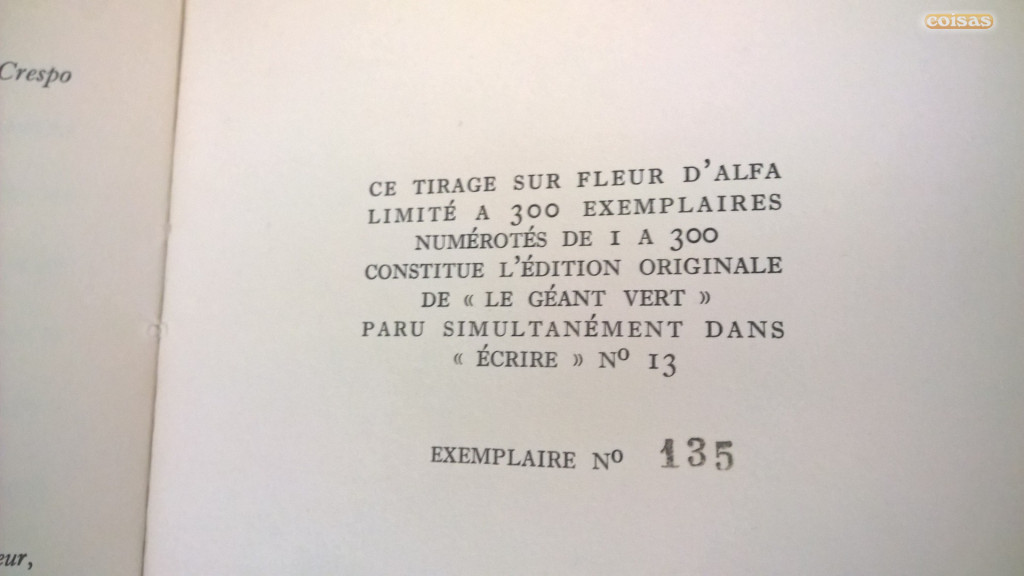 Crespo
CE TIRAGE SUR FLEUR D'ALFA
LIMITÉ A 300 EXEMPLAIRES
NUMÉROTÉS DE 1 A 300
CONSTITUE L'ÉDITION ORIGINALE
DE « LE GÉANT VERT »
PARU SIMULTANÉMENT DANS
« ÉCRIRE » Nº 13
EXEMPLAIRE Nº 135
coisas